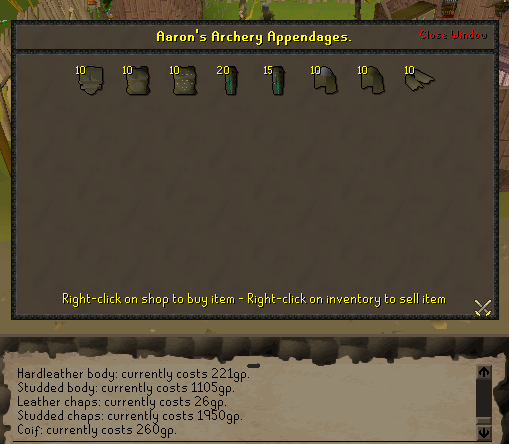 Aaron's Archery Appendages.
Close Window
10 10 10 20 15 10 10 10
Right-click on shop to buy item - Right-click on inventory to sell item
Hardleather body: currently costs 221gp.
Studded body: currently costs 1105gp.
Leather chaps: currently costs 26gp.
Studded chaps: currently costs 1950gp.
Coif: currently costs 260gp.